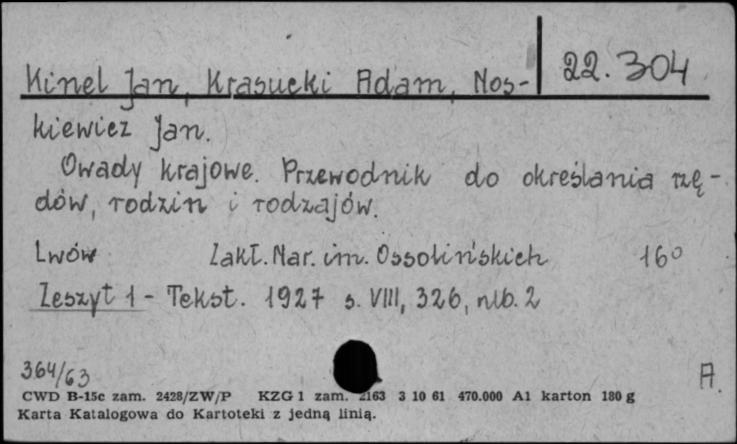 Kinel Jan, Krasucki Adam, Nos- 22.304
kiewicz Jan.
Owady krajowe. Przewodnik do określania rzę-
dów, rodzin i rodzajów.
Lwów Zakł. Nar. im. Ossolińskich 16⁰
Zeszyt 1 - Tekst. 1927 s. VIII, 326, nlb. 2
364/63 A.
CWD B-15c zam. 2428/ZW/P KZG 1 zam. 2163 3 10 61 470.000 A1 karton 180 g
Karta Katalogowa do Kartoteki z jedną linią.